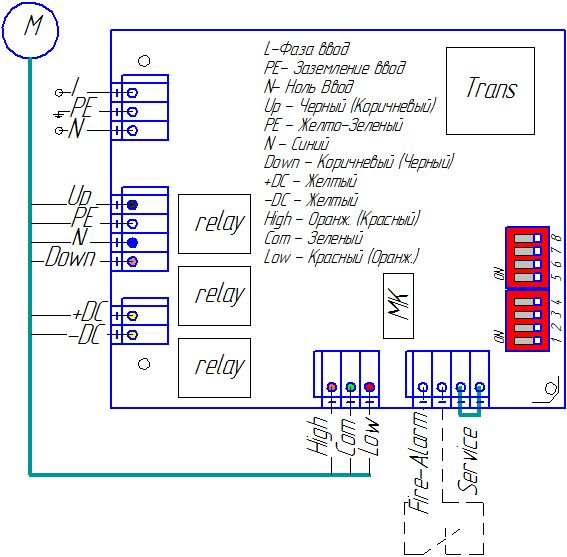 M
L-Фаза ввод
PE- Заземление ввод
N- Ноль Ввод
Up - Черный (Коричневый)
PE - Желто-Зеленый
N - Синий
Down - Коричневый (Черный)
+DC - Желтый
-DC - Желтый
High - Оранж. (Красный)
Com - Зеленый
Low - Красный (Оранж.)
Trans
L
PE
N
Up
PE
N
Down
+DC
-DC
relay
relay
relay
MK
ON
5 6 7 8
ON
1 2 3 4
High
Com
Low
Fire-Alarm
Service